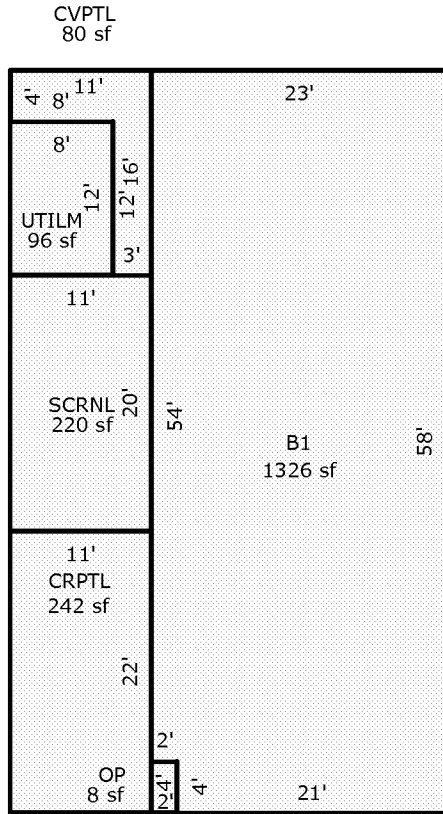 CVPTL
80 sf
11'
23'
4'
8'
8'
12'
12'
16'
UTILM
96 sf
3'
11'
SCRNL
220 sf
20'
54'
B1
1326 sf
58'
11'
CRPTL
242 sf
22'
2'
OP
8 sf
4'
2'
4'
21'